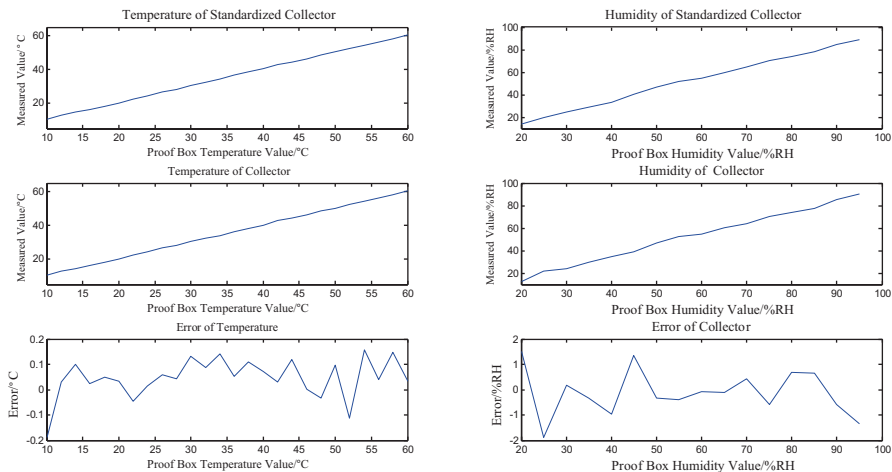 Temperature of Standardized Collector
Measured Value/° C
60
40
20
10 15 20 25 30 35 40 45 50 55 60
Proof Box Temperature Value/°C
Humidity of Standardized Collector
Measured Value/%RH
100
80
60
40
20
20 30 40 50 60 70 80 90 100
Proof Box Humidity Value/%RH
Temperature of Collector
Measured Value/°C
60
40
20
10 15 20 25 30 35 40 45 50 55 60
Proof Box Temperature Value/°C
Humidity of Collector
Measured Value/%RH
100
80
60
40
20
20 30 40 50 60 70 80 90 100
Proof Box Humidity Value/%RH
Error of Temperature
Error/° C
0.2
0.1
0
-0.1
-0.2
10 15 20 25 30 35 40 45 50 55 60
Proof Box Temperature Value/°C
Error of Collector
Error/%RH
2
1
0
-1
-2
20 30 40 50 60 70 80 90 100
Proof Box Humidity Value/%RH